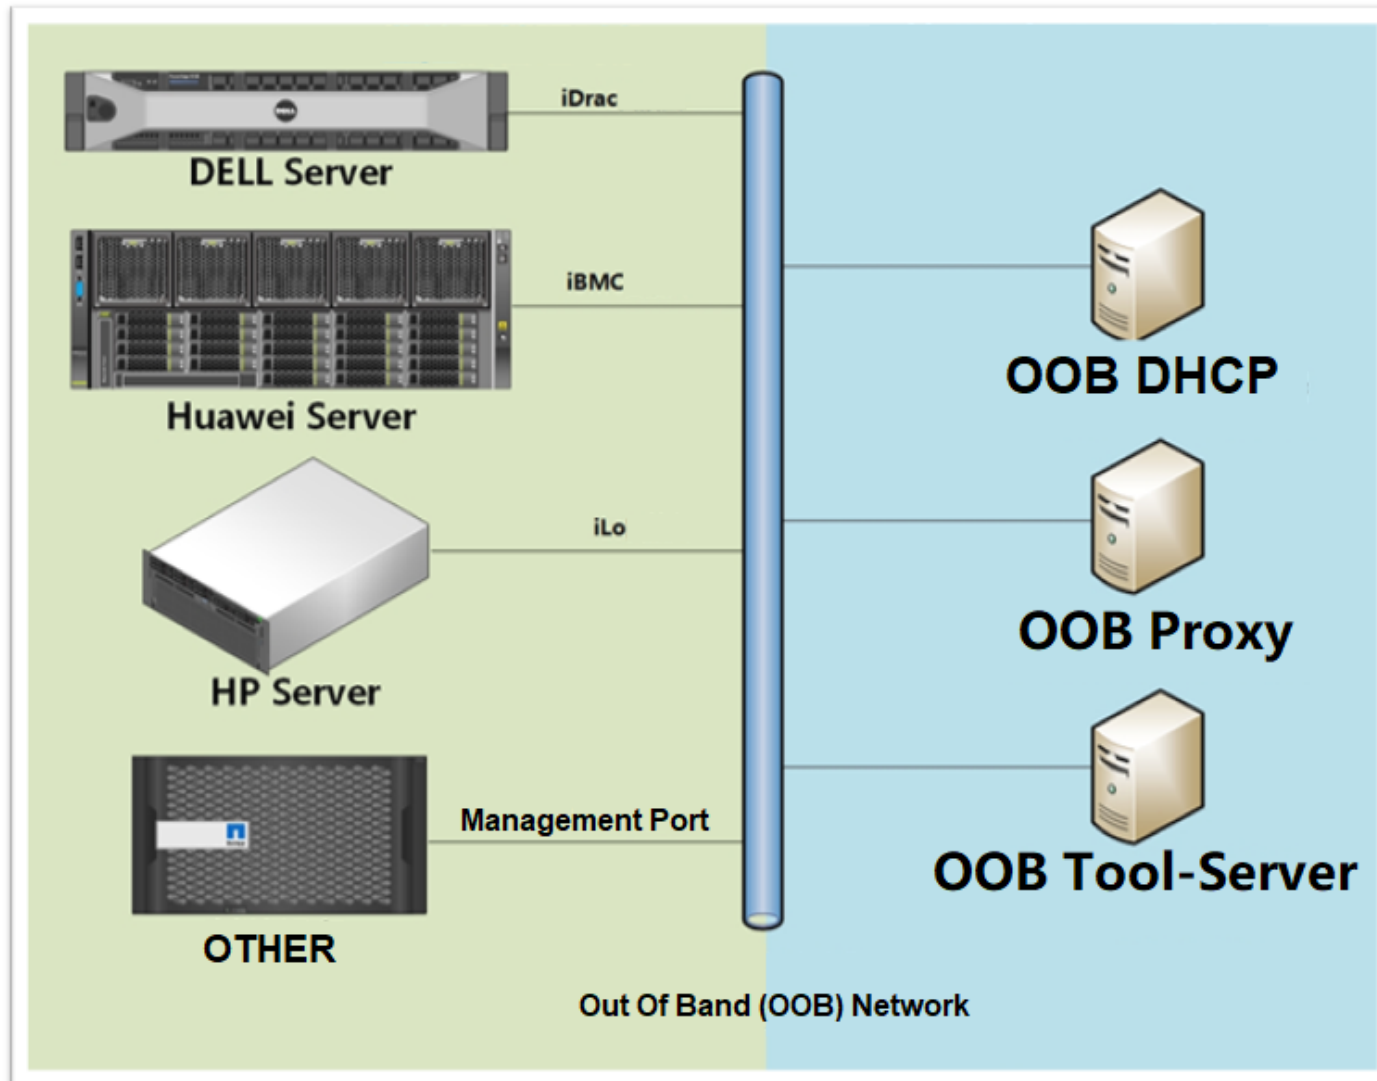 iDrac
DELL
DELL Server
iBMC
Huawei Server
OOB DHCP
iLo
HP Server
OOB Proxy
Management Port
OTHER
OOB Tool-Server
Out Of Band (OOB) Network